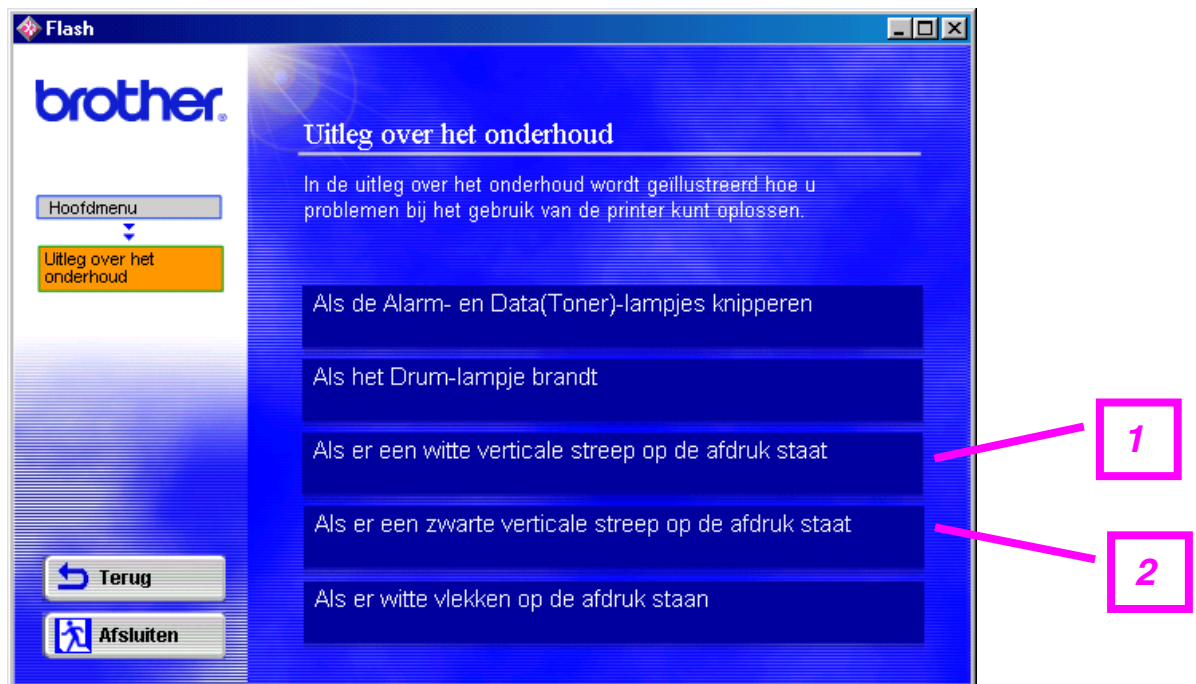 Flash
brother®
Hoofdmenu
Uitleg over het
onderhoud
Terug
Afsluiten
Uitleg over het onderhoud
In de uitleg over het onderhoud wordt geïllustreerd hoe u
problemen bij het gebruik van de printer kunt oplossen.
Als de Alarm- en Data(Toner)-lampjes knipperen
Als het Drum-lampje brandt
Als er een witte verticale streep op de afdruk staat
Als er een zwarte verticale streep op de afdruk staat
Als er witte vlekken op de afdruk staan
1
2